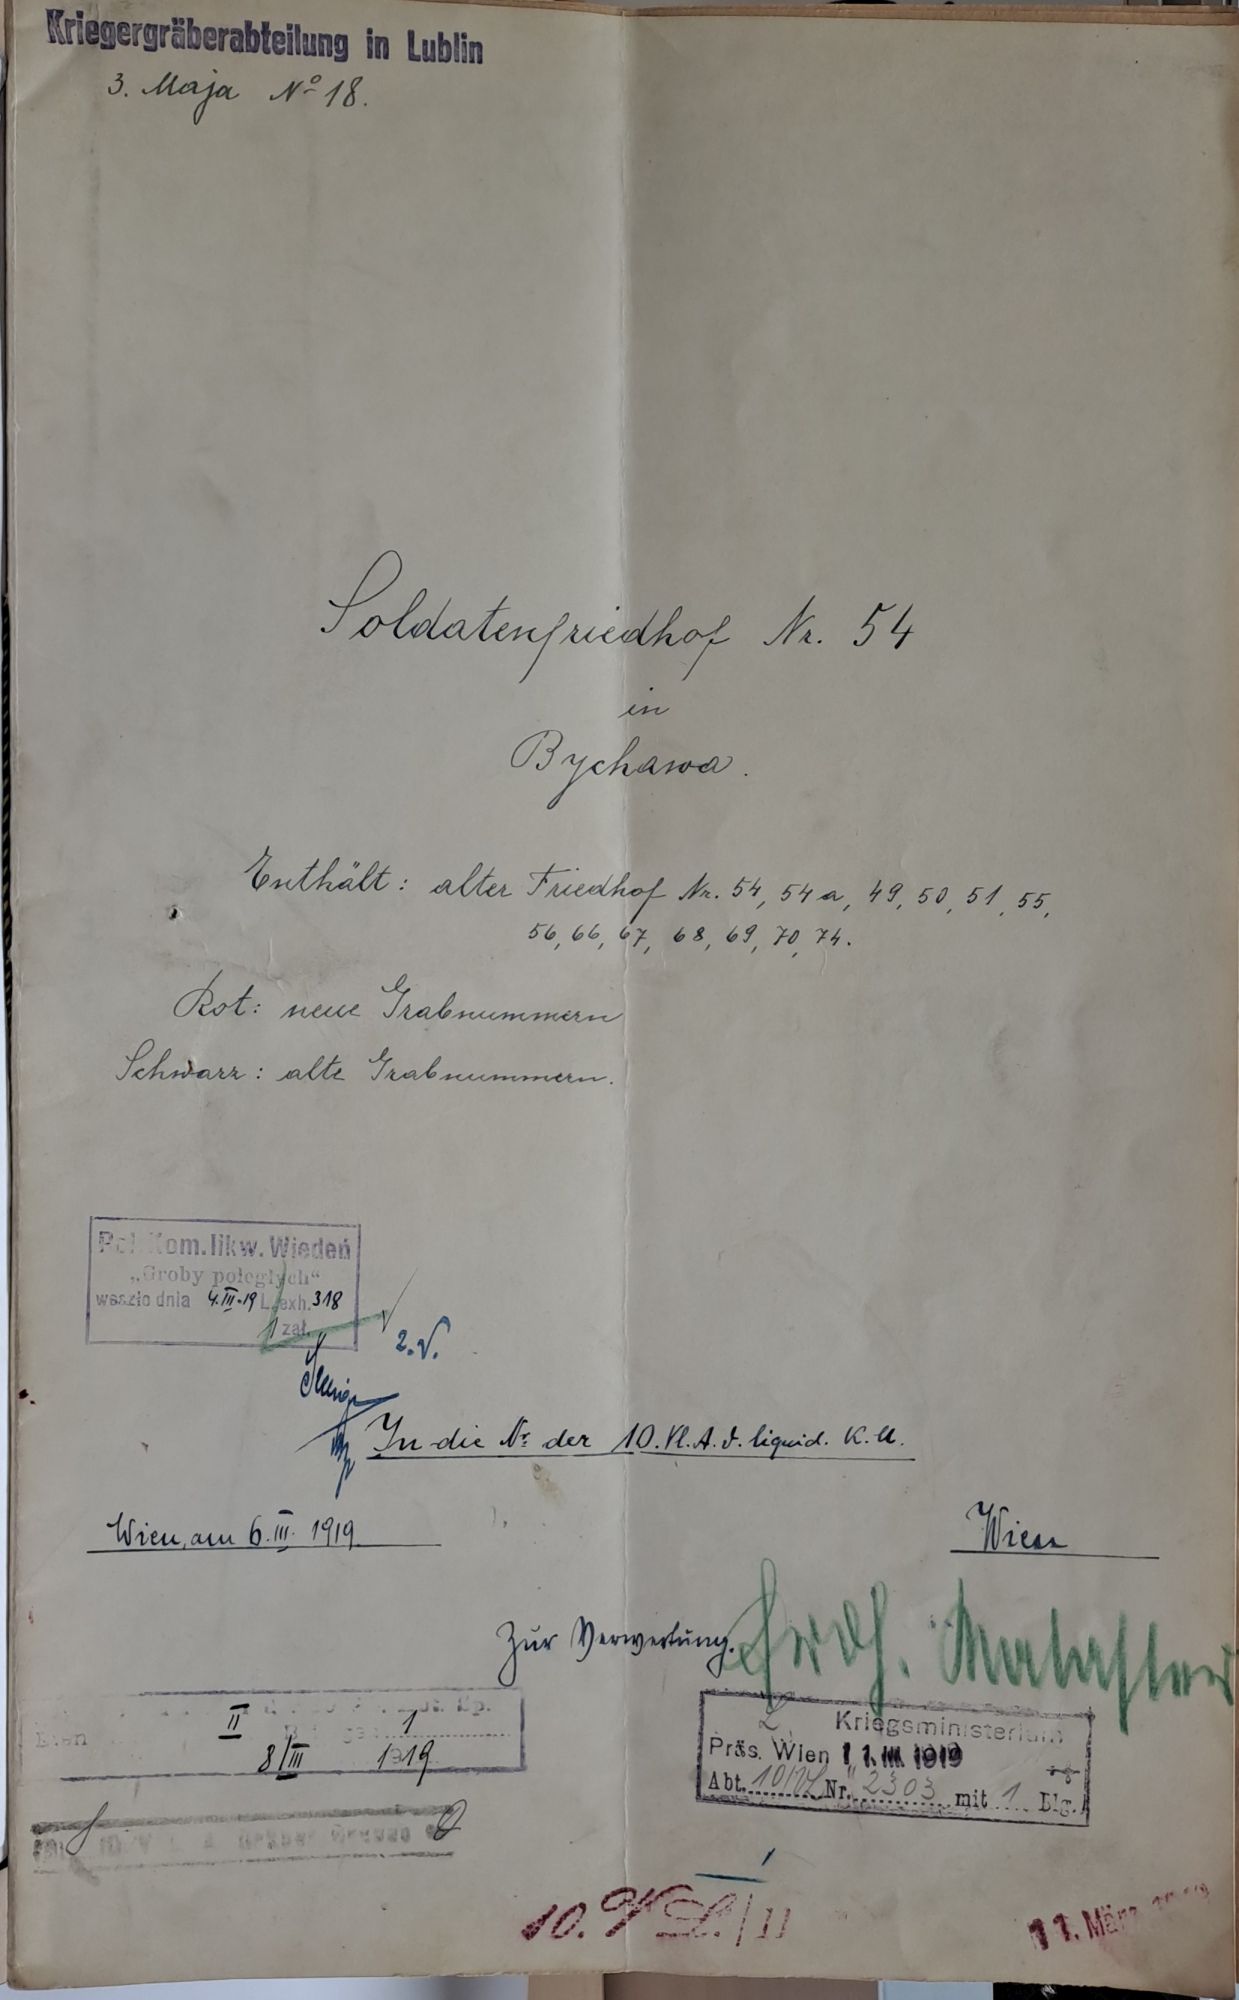 Kriegergräberabteilung in Lublin
3. Maja No 18.
Soldatenfriedhof Nr. 54
in
Bychawa.
Enthält: alter Friedhof Nr. 54, 54a, 49, 50, 51, 55,
56, 66, 67, 68, 69, 70, 74.
Rot: neue Grabnummern
Schwarz: alte Grabnummern.
Pol. Kom. likw. Wiedeń
„Groby poległych“
weszło dnia 4.III.19 L. exh. 318
1 zał.
2.V.
In die Nr. der 10. Kl. A. d. liquid. K.M.
Wien, am 6.III. 1919
Wien
Zur Verwertung.
II 1
8/III 1919
Kriegsministerium
Präs. Wien 11. III. 1919
Abt. 10/ Nr. 2303 mit 1 Blg.
10. /II
11. März